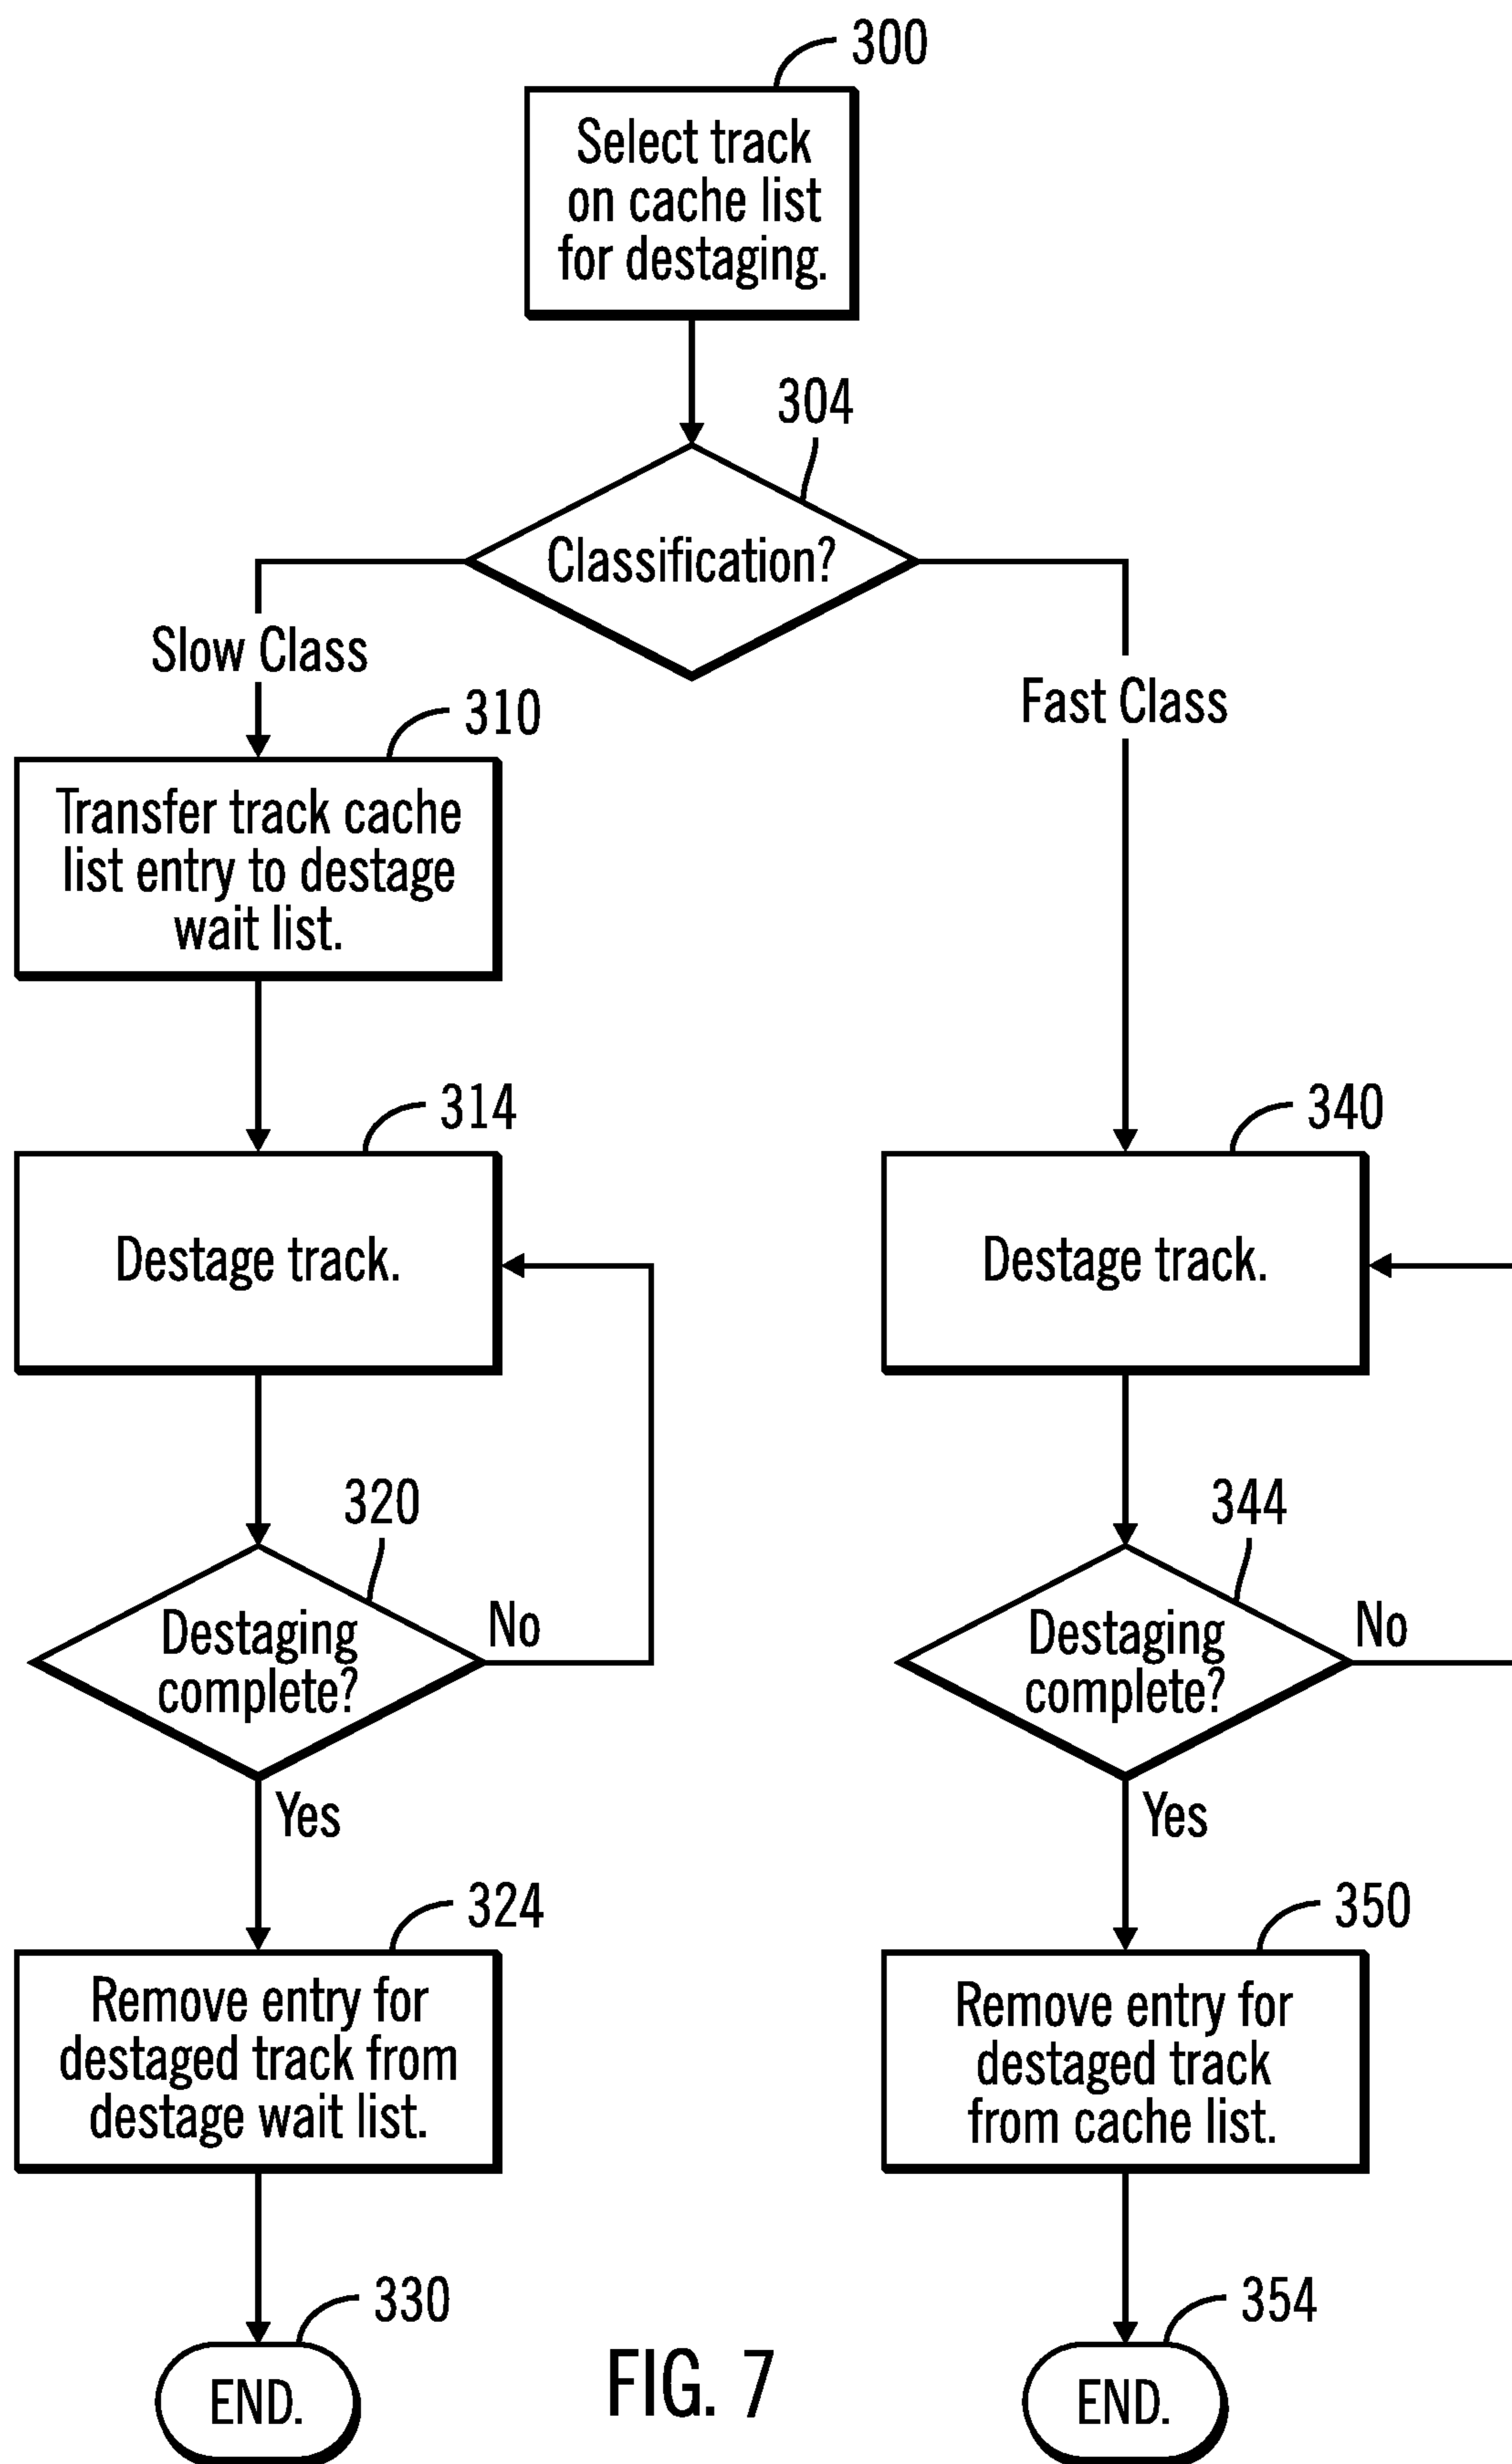 300
Select track
on cache list
for destaging.
304
Classification?
Slow Class
Fast Class
310
Transfer track cache
list entry to destage
wait list.
314
Destage track.
340
Destage track.
320
Destaging
complete?
No
Yes
344
Destaging
complete?
No
Yes
324
Remove entry for
destaged track from
destage wait list.
350
Remove entry for
destaged track
from cache list.
330
END.
354
END.
FIG. 7